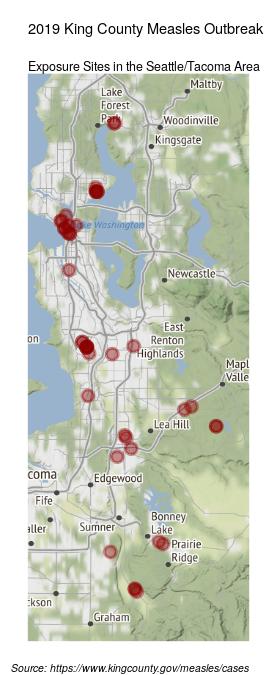 2019 King County Measles Outbreak
Exposure Sites in the Seattle/Tacoma Area
Maltby
Lake
Forest
Park
Woodinville
Kingsgate
Lake Washington
Newcastle
on
East
Renton
Highlands
Mapl
Valle
Lea Hill
coma
Edgewood
Fife
Bonney
Lake
Sumner
aller
Prairie
Ridge
ckson
Graham
Source: https://www.kingcounty.gov/measles/cases